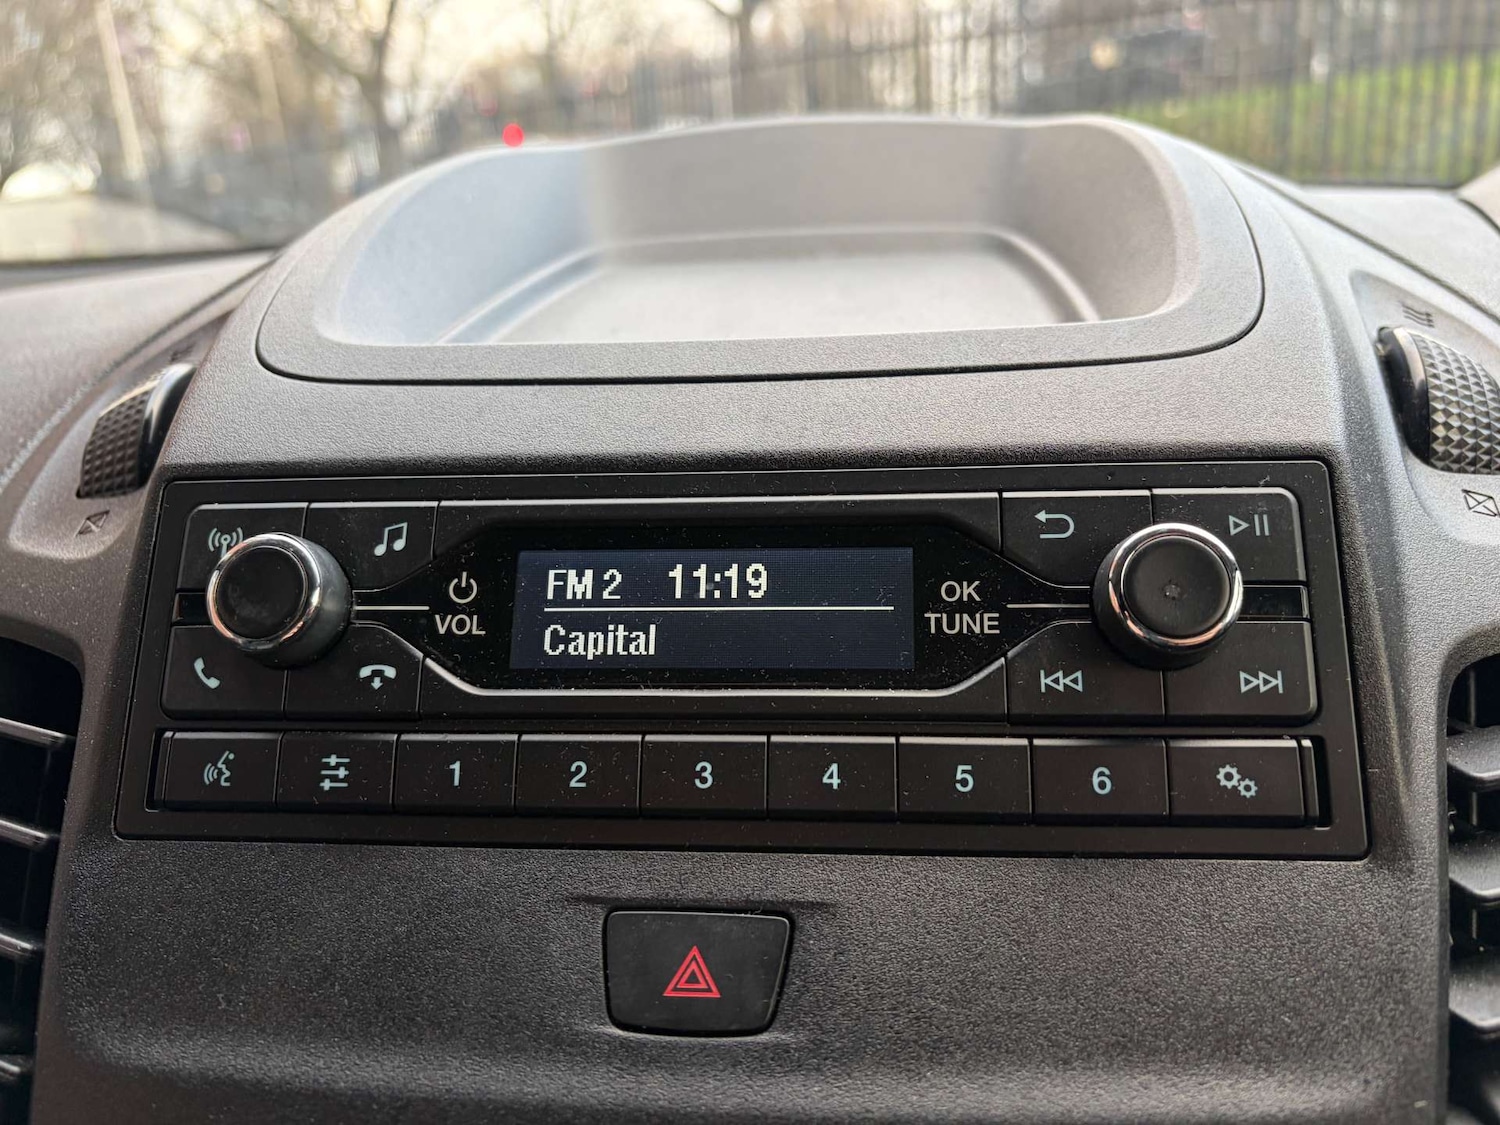 FM 2 11:19
Capital
VOL
OK
TUNE
1 2 3 4 5 6